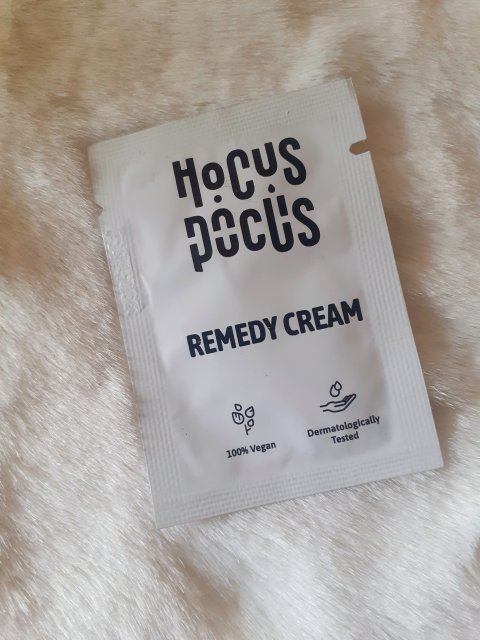 HOCUS
POCUS
REMEDY CREAM
100% Vegan
Dermatologically
Tested